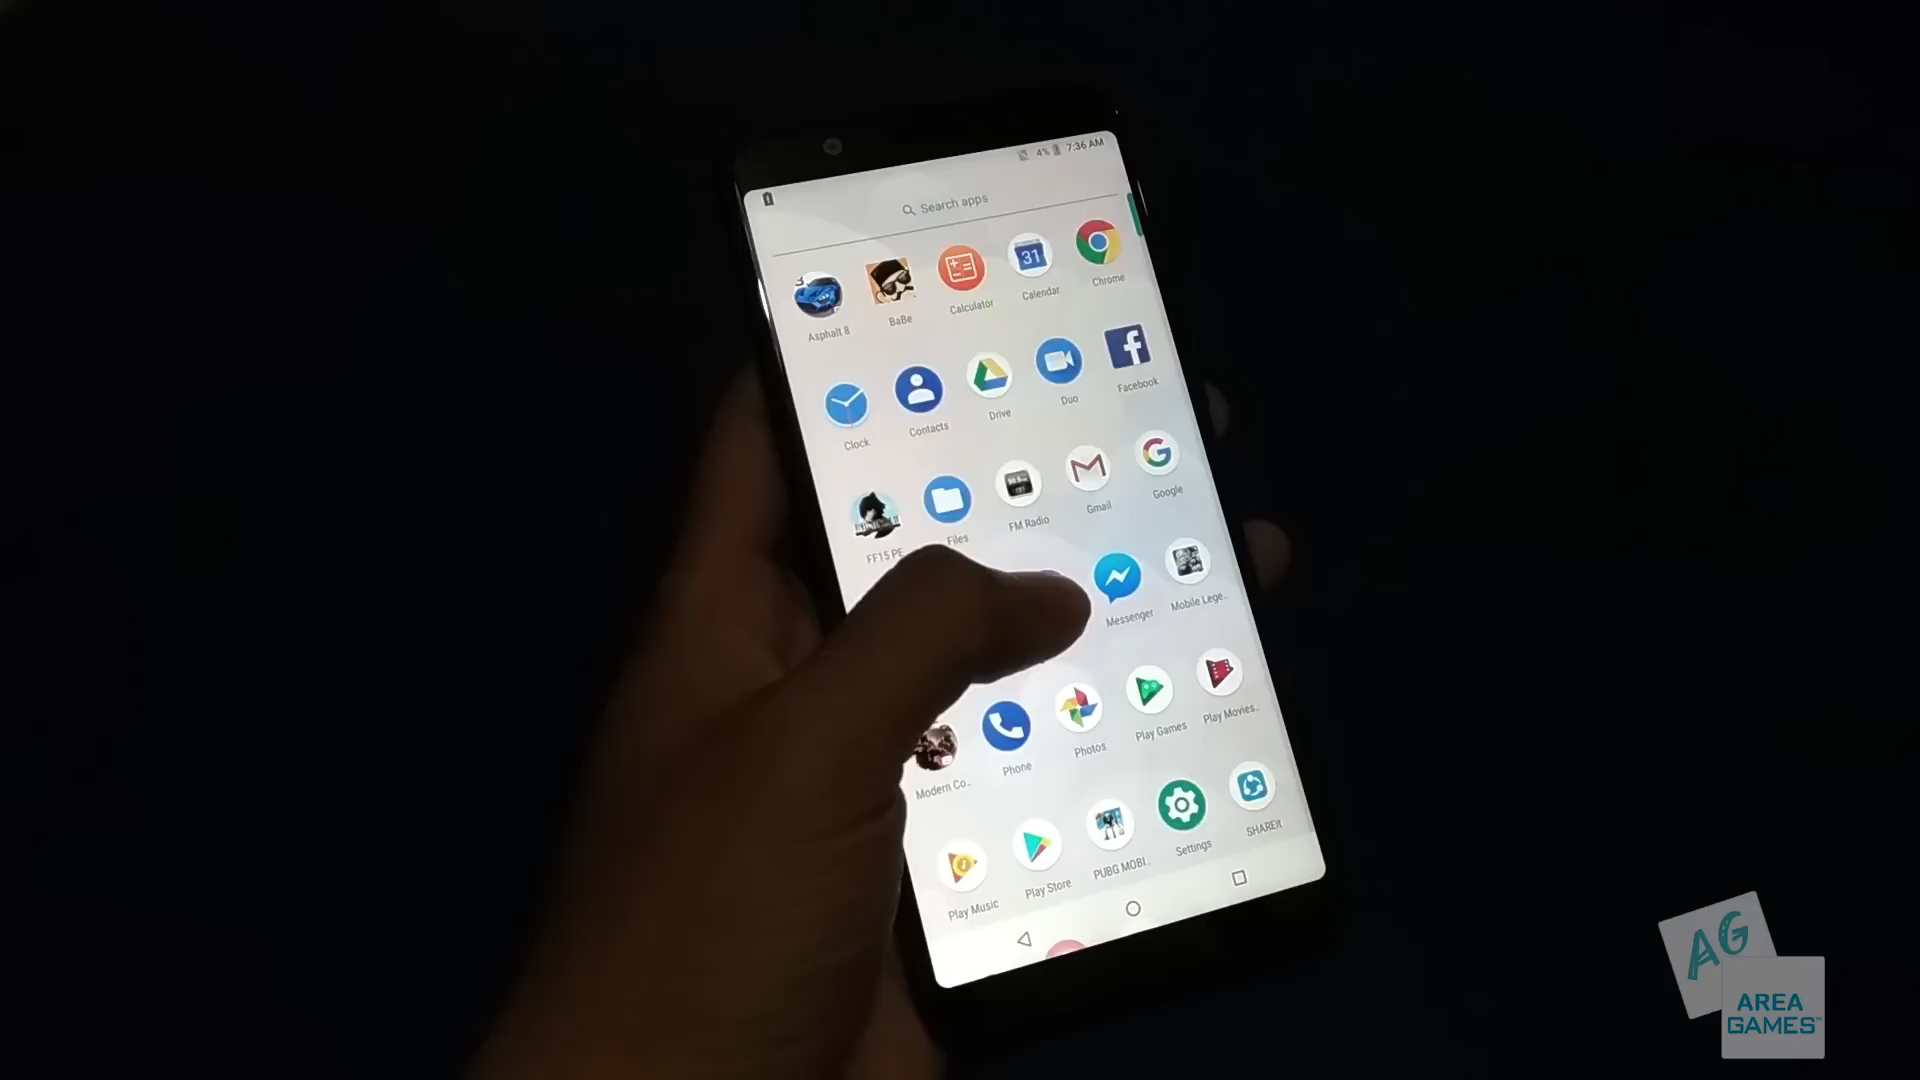 4% 7:36 AM
Search apps
31
Asphalt 8 BaBe Calculator Calendar Chrome
Clock Contacts Drive Duo Facebook
FF15 PE Files FM Radio Gmail Google
Messenger Mobile Lege..
Modern Co.. Phone Photos Play Games Play Movies..
Play Music Play Store PUBG MOBI.. Settings SHAREit
AG
AREA
GAMES